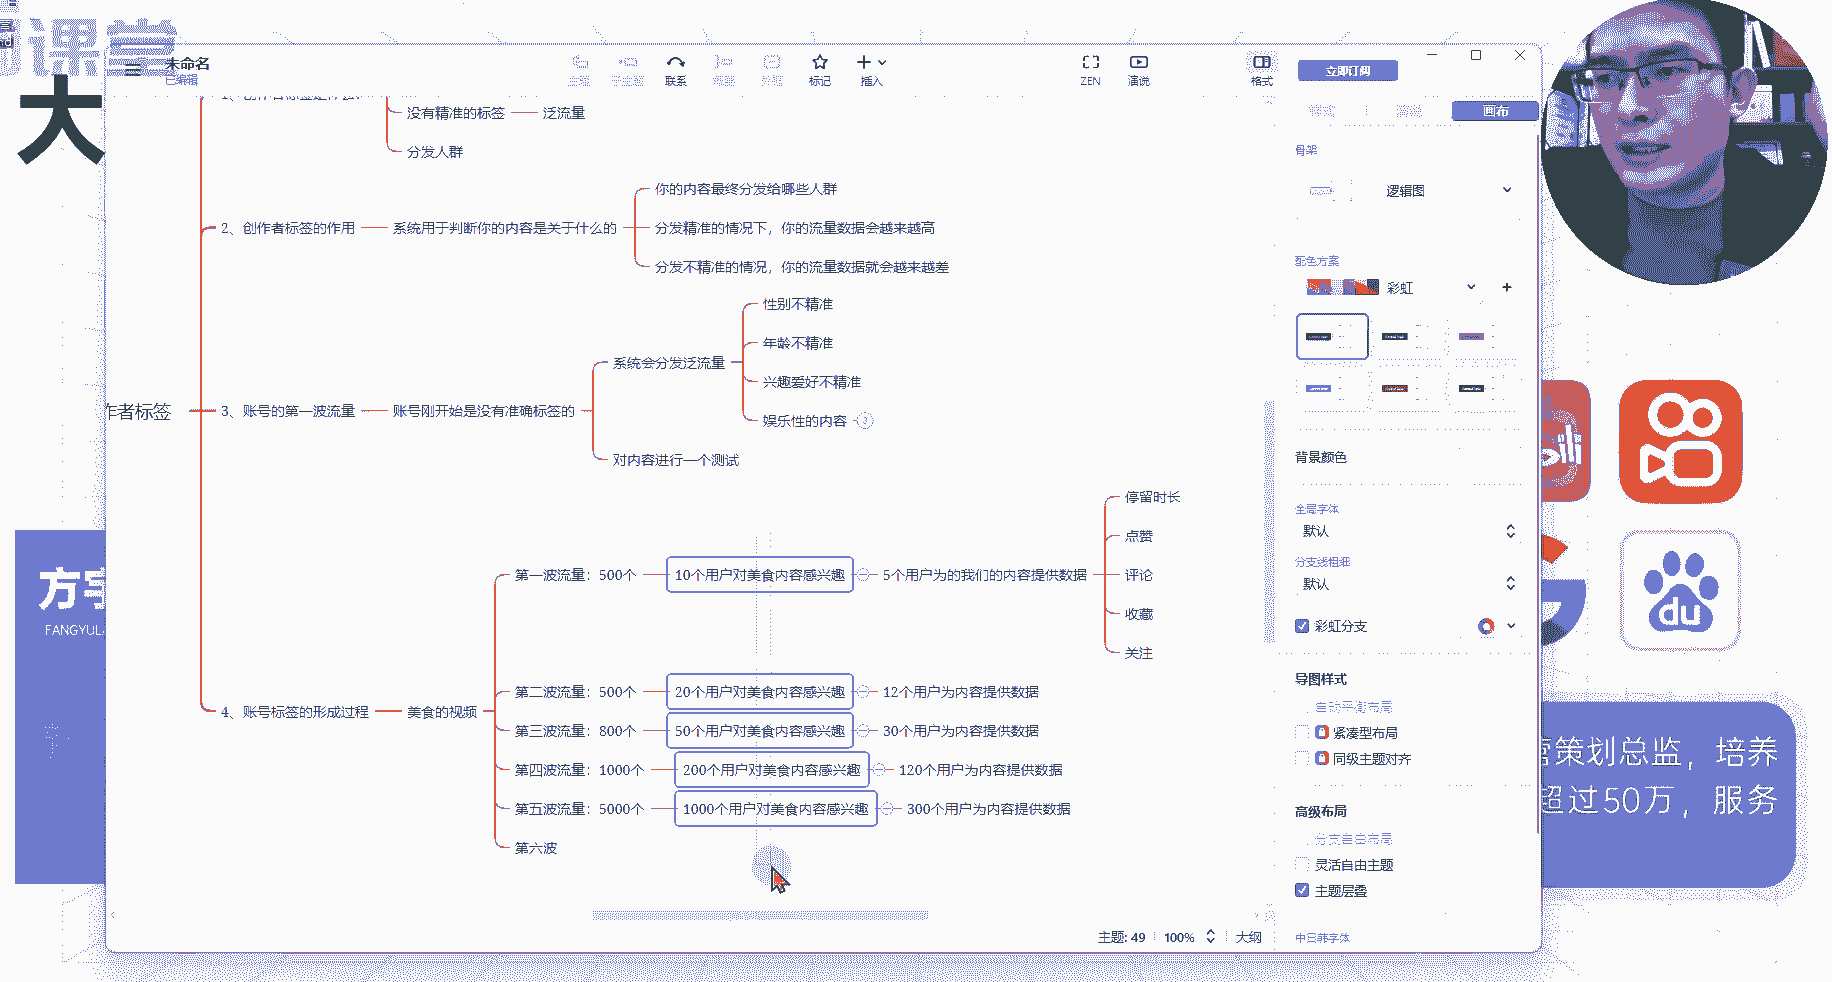 课堂
大
未命名
已编辑
联系
标记
插入
ZEN
演说
格式
立即订阅
画布
没有精准的标签
泛流量
分发人群
2、创作者标签的作用
系统用于判断你的内容是关于什么的
你的内容最终分发给哪些人群
分发精准的情况下，你的流量数据会越来越高
分发不精准的情况，你的流量数据就会越来越差
作者标签
3、账号的第一波流量
账号刚开始是没有准确标签的
系统会分发泛流量
性别不精准
年龄不精准
兴趣爱好不精准
娱乐性的内容
对内容进行一个测试
4、账号标签的形成过程
美食的视频
第一波流量：500个
10个用户对美食内容感兴趣
5个用户为的我们的内容提供数据
停留时长
点赞
评论
收藏
关注
第二波流量：500个
20个用户对美食内容感兴趣
12个用户为内容提供数据
第三波流量：800个
50个用户对美食内容感兴趣
30个用户为内容提供数据
第四波流量：1000个
200个用户对美食内容感兴趣
120个用户为内容提供数据
第五波流量：5000个
1000个用户对美食内容感兴趣
300个用户为内容提供数据
第六波
骨架
逻辑图
配色方案
彩虹
背景颜色
全局字体
默认
分支线粗细
默认
彩虹分支
导图样式
自动平衡布局
紧凑型布局
同级主题对齐
高级布局
分支自由布局
灵活自由主题
主题层叠
中日韩字体
主题: 49
100%
大纲
方宇
FANGYUL
du
营策划总监，培养
超过50万，服务